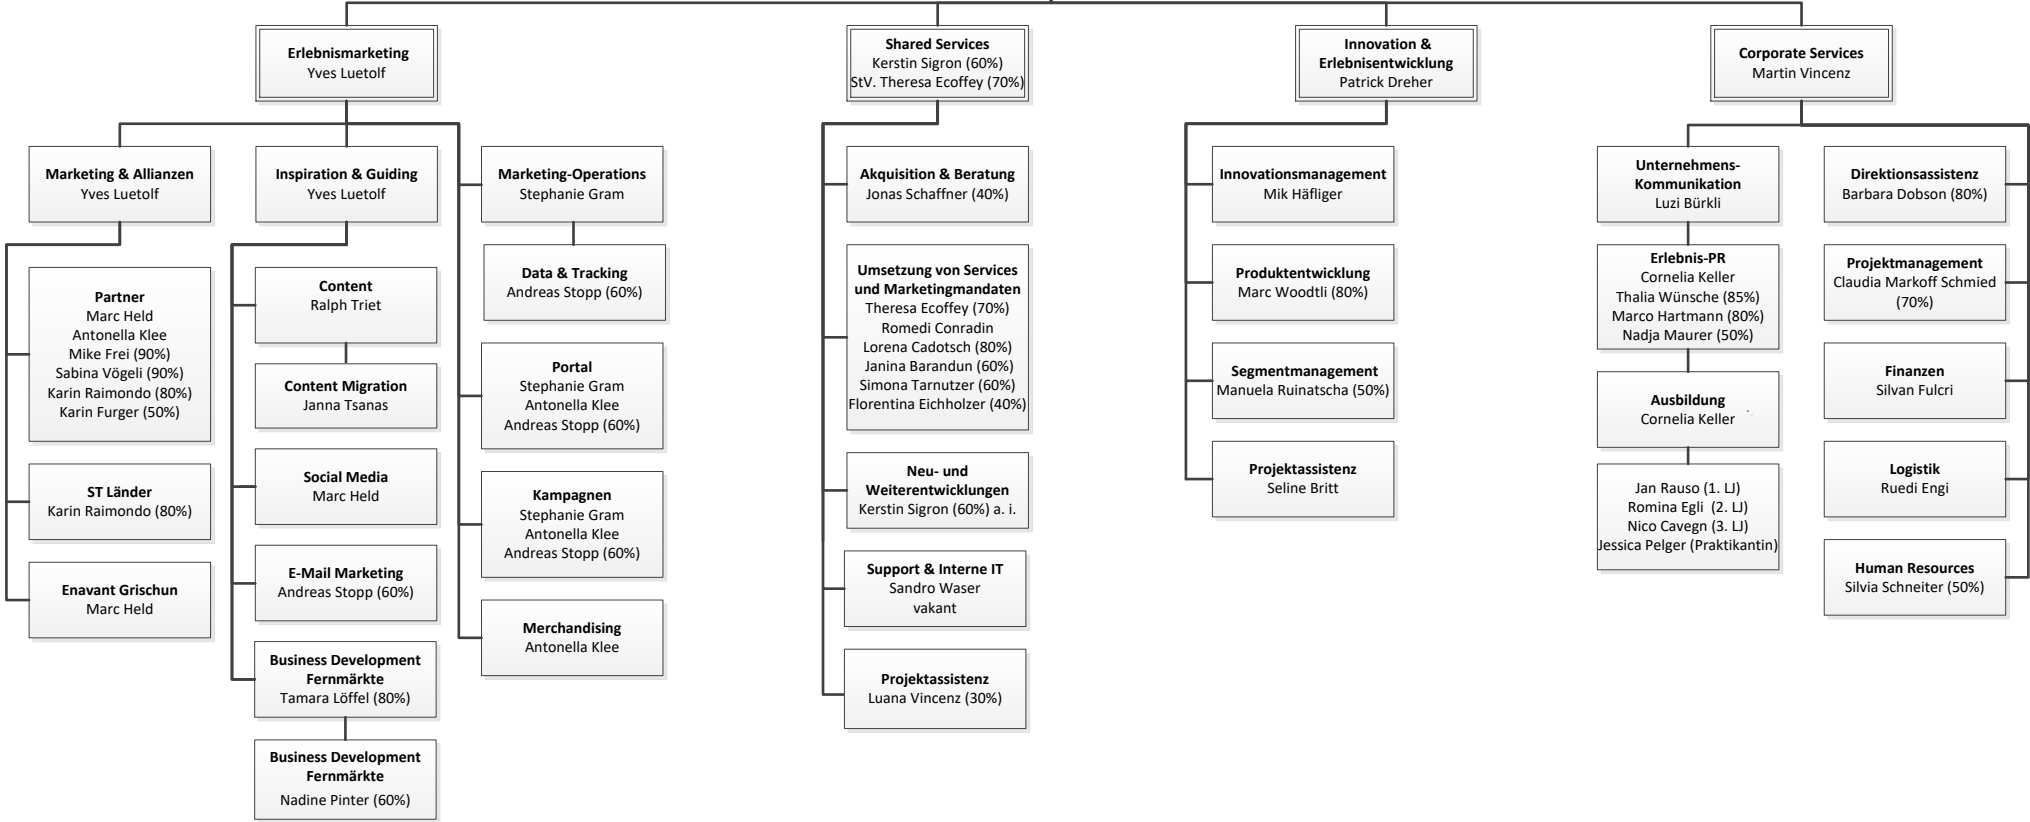 Erlebnismarketing
Yves Luetolf
Shared Services
Kerstin Sigron (60%)
StV. Theresa Ecoffey (70%)
Innovation &
Erlebnisentwicklung
Patrick Dreher
Corporate Services
Martin Vincenz
Marketing & Allianzen
Yves Luetolf
Partner
Marc Held
Antonella Klee
Mike Frei (90%)
Sabina Vögeli (90%)
Karin Raimondo (80%)
Karin Furger (50%)
ST Länder
Karin Raimondo (80%)
Enavant Grischun
Marc Held
Inspiration & Guiding
Yves Luetolf
Content
Ralph Triet
Content Migration
Janna Tsanas
Social Media
Marc Held
E-Mail Marketing
Andreas Stopp (60%)
Business Development
Fernmärkte
Tamara Löffel (80%)
Business Development
Fernmärkte
Nadine Pinter (60%)
Marketing-Operations
Stephanie Gram
Data & Tracking
Andreas Stopp (60%)
Portal
Stephanie Gram
Antonella Klee
Andreas Stopp (60%)
Kampagnen
Stephanie Gram
Antonella Klee
Andreas Stopp (60%)
Merchandising
Antonella Klee
Akquisition & Beratung
Jonas Schaffner (40%)
Umsetzung von Services
und Marketingmandaten
Theresa Ecoffey (70%)
Romedi Conradin
Lorena Cadotsch (80%)
Janina Barandun (60%)
Simona Tarnutzer (60%)
Florentina Eichholzer (40%)
Neu- und
Weiterentwicklungen
Kerstin Sigron (60%) a. i.
Support & Interne IT
Sandro Waser
vakant
Projektassistenz
Luana Vincenz (30%)
Innovationsmanagement
Mik Häfliger
Produktentwicklung
Marc Woodtli (80%)
Segmentmanagement
Manuela Ruinatscha (50%)
Projektassistenz
Seline Britt
Unternehmens-
Kommunikation
Luzi Bürkli
Erlebnis-PR
Cornelia Keller
Thalia Wünsche (85%)
Marco Hartmann (80%)
Nadja Maurer (50%)
Ausbildung
Cornelia Keller
Jan Rauso (1. LJ)
Romina Egli (2. LJ)
Nico Cavegn (3. LJ)
Jessica Pelger (Praktikantin)
Direktionsassistenz
Barbara Dobson (80%)
Projektmanagement
Claudia Markoff Schmied
(70%)
Finanzen
Silvan Fulcri
Logistik
Ruedi Engi
Human Resources
Silvia Schneiter (50%)